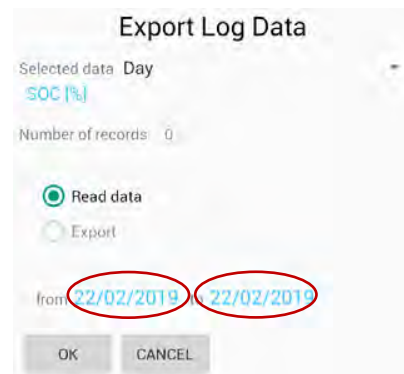 Export Log Data
Selected data Day
SOC [%]
Number of records 0
Read data
Export
from 22/02/2019 to 22/02/2019
OK CANCEL